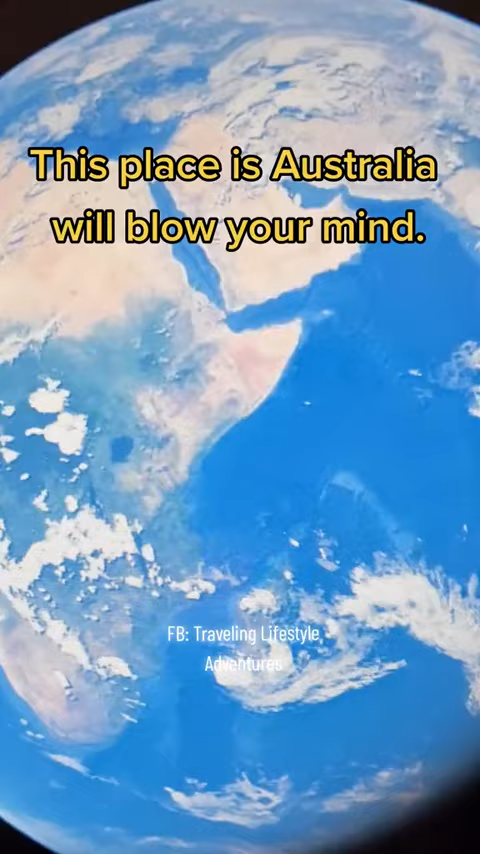 This place is Australia
will blow your mind.
FB: Traveling Lifestyle
Adventures